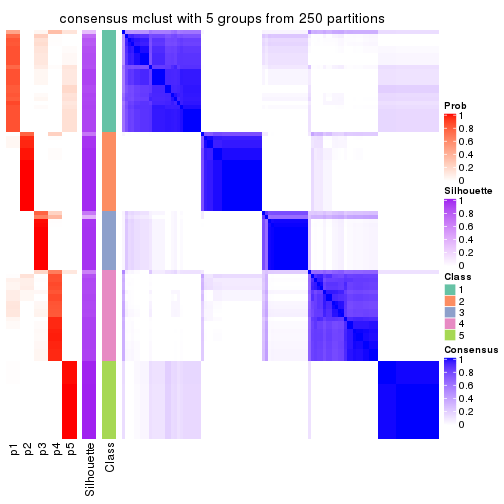 consensus mclust with 5 groups from 250 partitions
Prob
1
0.8
0.6
0.4
0.2
0
Silhouette
1
0.8
0.6
0.4
0.2
0
Class
1
2
3
4
5
Consensus
1
0.8
0.6
0.4
0.2
0
p1
p2
p3
p4
p5
Silhouette
Class